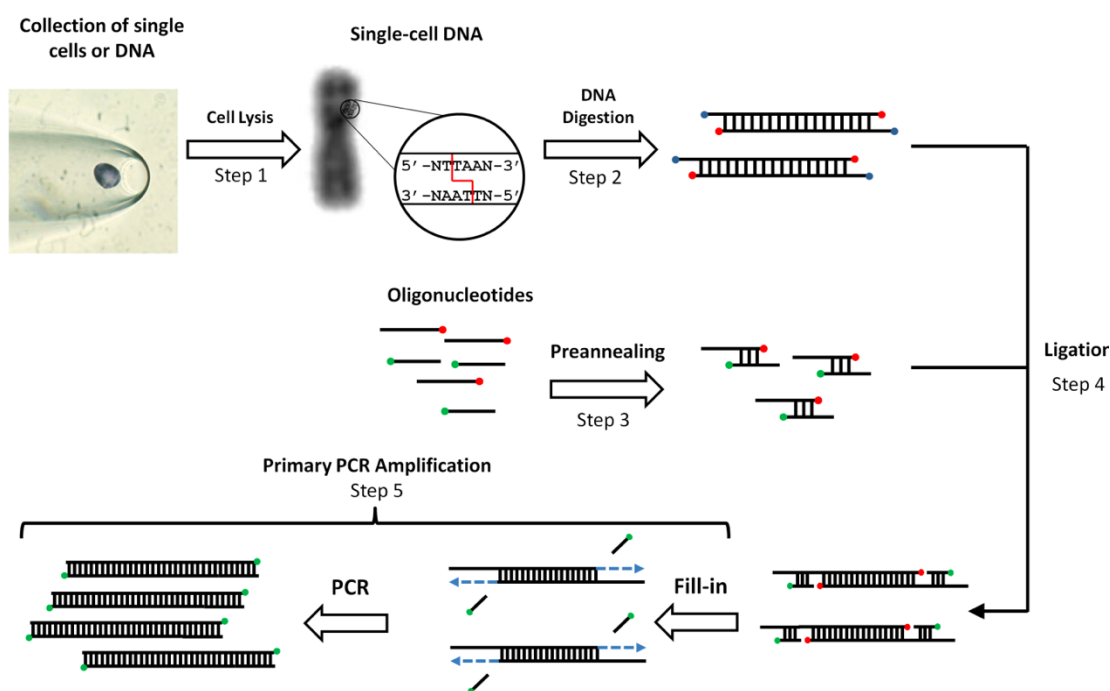 Collection of single
cells or DNA
Single-cell DNA
Cell Lysis
Step 1
5′ -NTTAAN-3′
3′ -NAATTN-5′
DNA
Digestion
Step 2
Oligonucleotides
Preannealing
Step 3
Ligation
Step 4
Primary PCR Amplification
Step 5
PCR
Fill-in